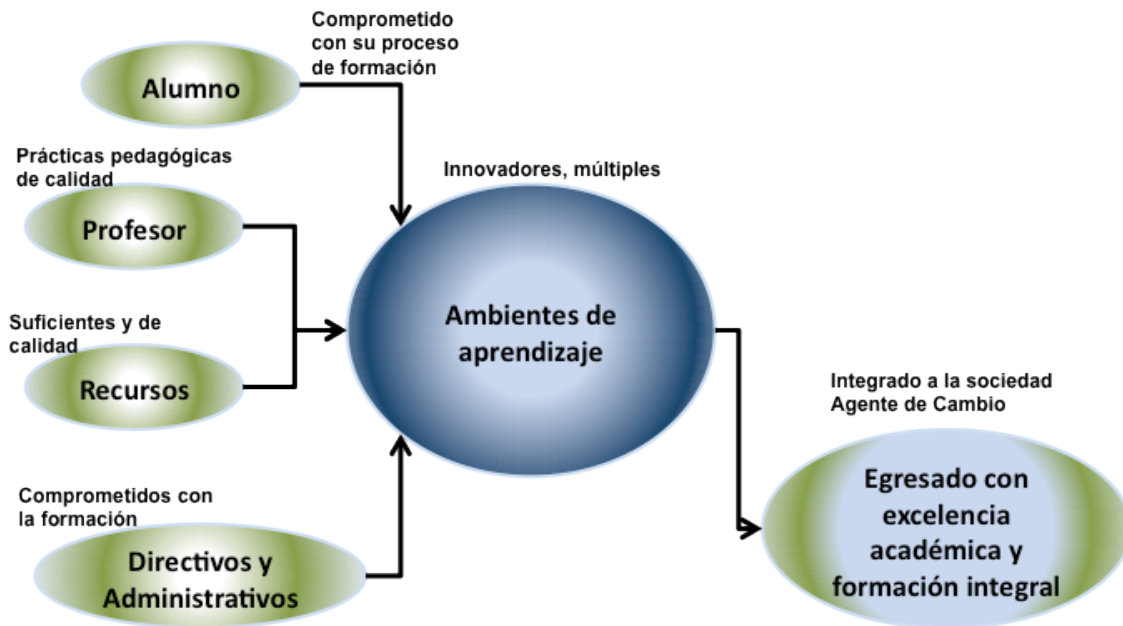 Comprometido
con su proceso
de formación
Alumno
Prácticas pedagógicas
de calidad
Profesor
Suficientes y de
calidad
Recursos
Comprometidos con
la formación
Directivos y
Administrativos
Innovadores, múltiples
Ambientes de
aprendizaje
Integrado a la sociedad
Agente de Cambio
Egresado con
excelencia
académica y
formación integral